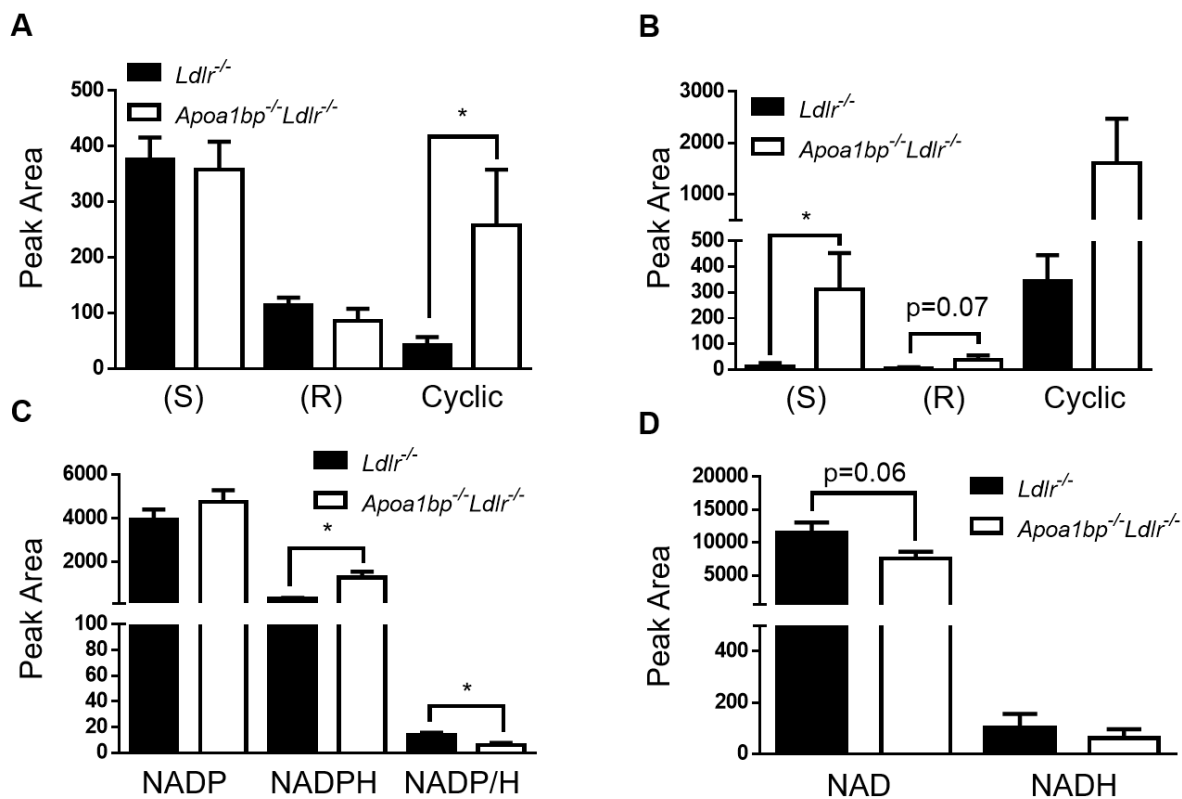 A
Ldlr-/-
Apoa1bp-/-Ldlr-/-
Peak Area
500
400
300
200
100
0
*
(S)
(R)
Cyclic
B
Ldlr-/-
Apoa1bp-/-Ldlr-/-
Peak Area
3000
2000
1000
500
400
300
200
100
0
*
p=0.07
(S)
(R)
Cyclic
C
Ldlr-/-
Apoa1bp-/-Ldlr-/-
Peak Area
6000
4000
2000
100
80
60
40
20
0
*
*
NADP
NADPH
NADP/H
D
Ldlr-/-
Apoa1bp-/-Ldlr-/-
Peak Area
20000
15000
10000
5000
400
200
0
p=0.06
NAD
NADH